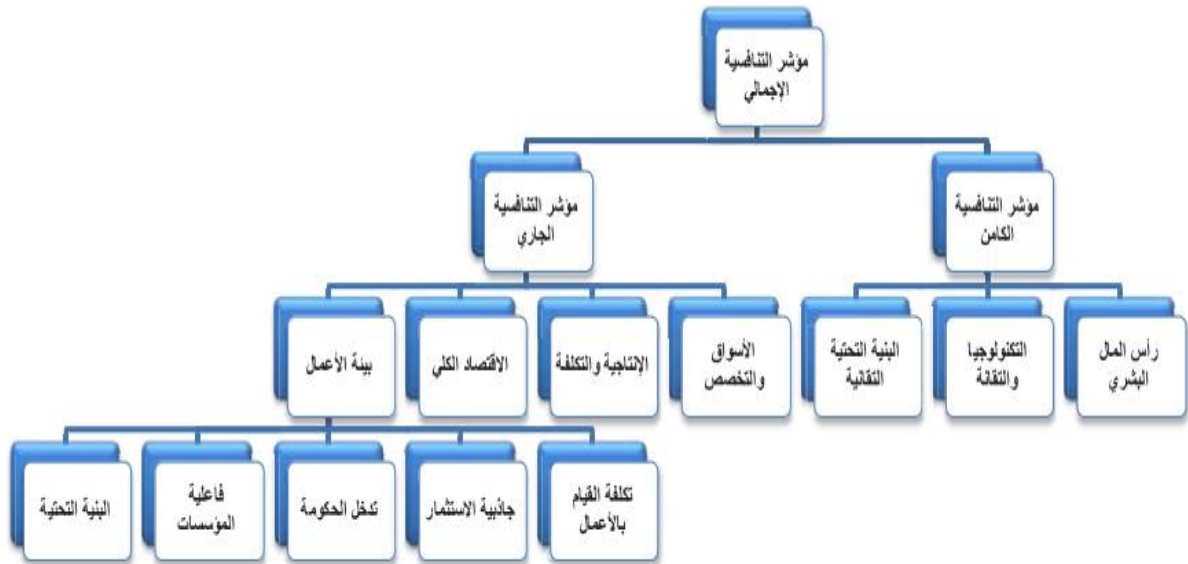 مؤشر التنافسية
الإجمالي
مؤشر التنافسية
الكامن
مؤشر التنافسية
الجاري
رأس المال
البشري
التكنولوجيا
والتقانة
البنية التحتية
التقانية
الأسواق
والتخصص
الإنتاجية والتكلفة
الاقتصاد الكلي
بيئة الأعمال
تكلفة القيام
بالأعمال
جاذبية الاستثمار
تدخل الحكومة
فاعلية
المؤسسات
البنية التحتية